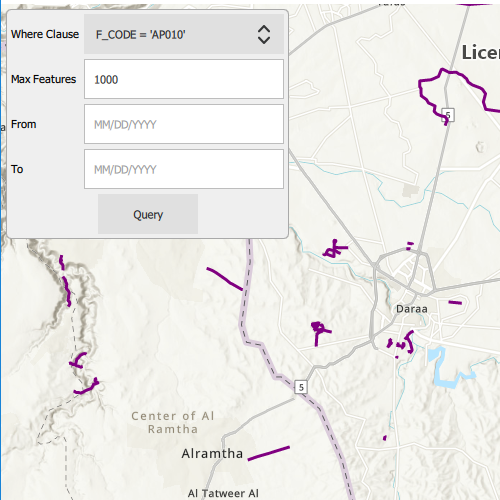 Where Clause
F_CODE = 'AP010'
Max Features
1000
From
MM/DD/YYYY
To
MM/DD/YYYY
Query
Lice
5
Daraa
5
Center of Al
Ramtha
Alramtha
Al Tatweer Al